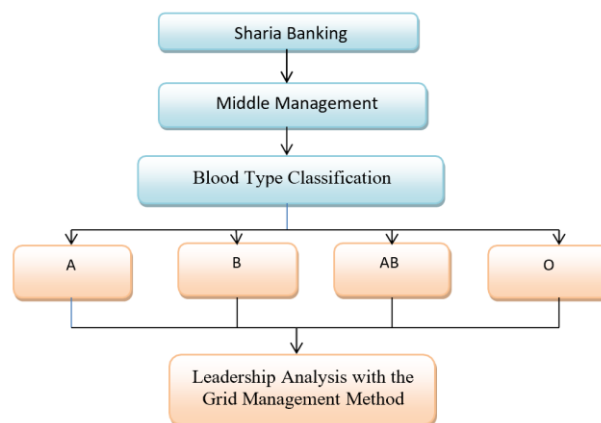 Sharia Banking
Middle Management
Blood Type Classification
A
B
AB
O
Leadership Analysis with the
Grid Management Method